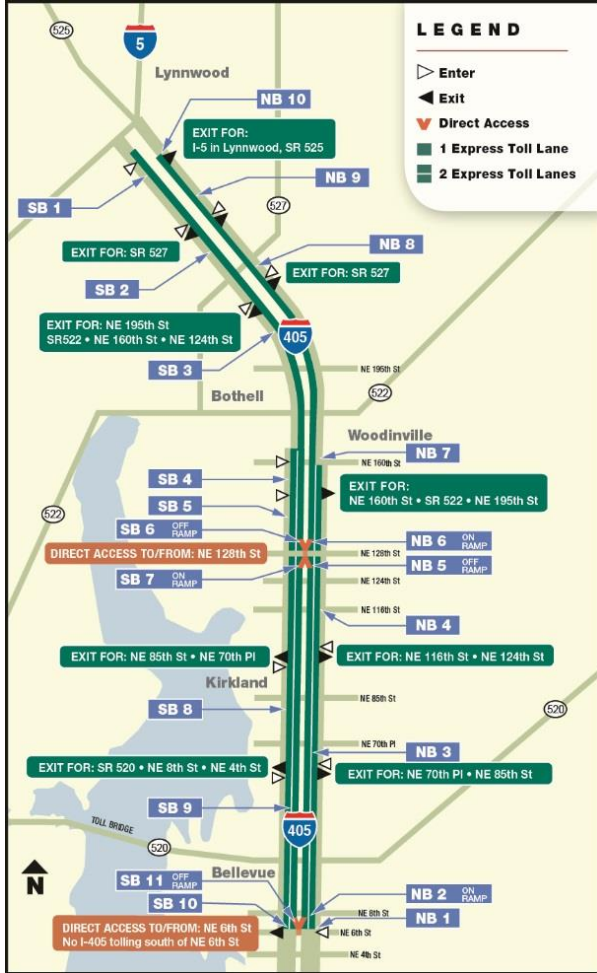 LEGEND
Enter
Exit
Direct Access
1 Express Toll Lane
2 Express Toll Lanes
525
5
Lynnwood
NB 10
EXIT FOR:
I-5 in Lynnwood, SR 525
NB 9
SB 1
527
NB 8
EXIT FOR: SR 527
EXIT FOR: SR 527
SB 2
EXIT FOR: NE 195th St
SR522 • NE 160th St • NE 124th St
405
SB 3
NE 195th St
Bothell
522
Woodinville
NB 7
NE 160th St
SB 4
EXIT FOR:
NE 160th St • SR 522 • NE 195th St
SB 5
522
SB 6 OFF RAMP
NB 6 ON RAMP
DIRECT ACCESS TO/FROM: NE 128th St
NE 128th St
SB 7 ON RAMP
NB 5 OFF RAMP
NE 124th St
NE 116th St
NB 4
EXIT FOR: NE 85th St • NE 70th Pl
EXIT FOR: NE 116th St • NE 124th St
Kirkland
SB 8
NE 85th St
520
NE 70th Pl
NB 3
EXIT FOR: SR 520 • NE 8th St • NE 4th St
EXIT FOR: NE 70th Pl • NE 85th St
SB 9
TOLL BRIDGE
405
520
N
Bellevue
SB 11 OFF RAMP
NB 2 ON RAMP
SB 10
NE 8th St
NB 1
DIRECT ACCESS TO/FROM: NE 6th St
No I-405 tolling south of NE 6th St
NE 6th St
NE 4th St